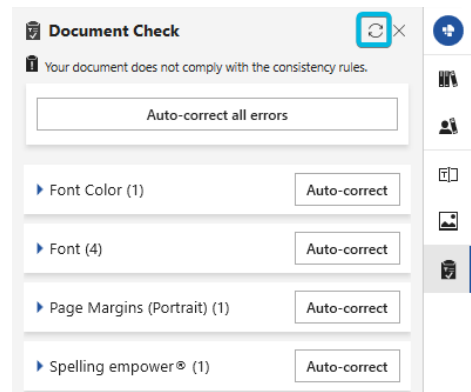 Document Check
Your document does not comply with the consistency rules.
Auto-correct all errors
Font Color (1) Auto-correct
Font (4) Auto-correct
Page Margins (Portrait) (1) Auto-correct
Spelling empower® (1) Auto-correct